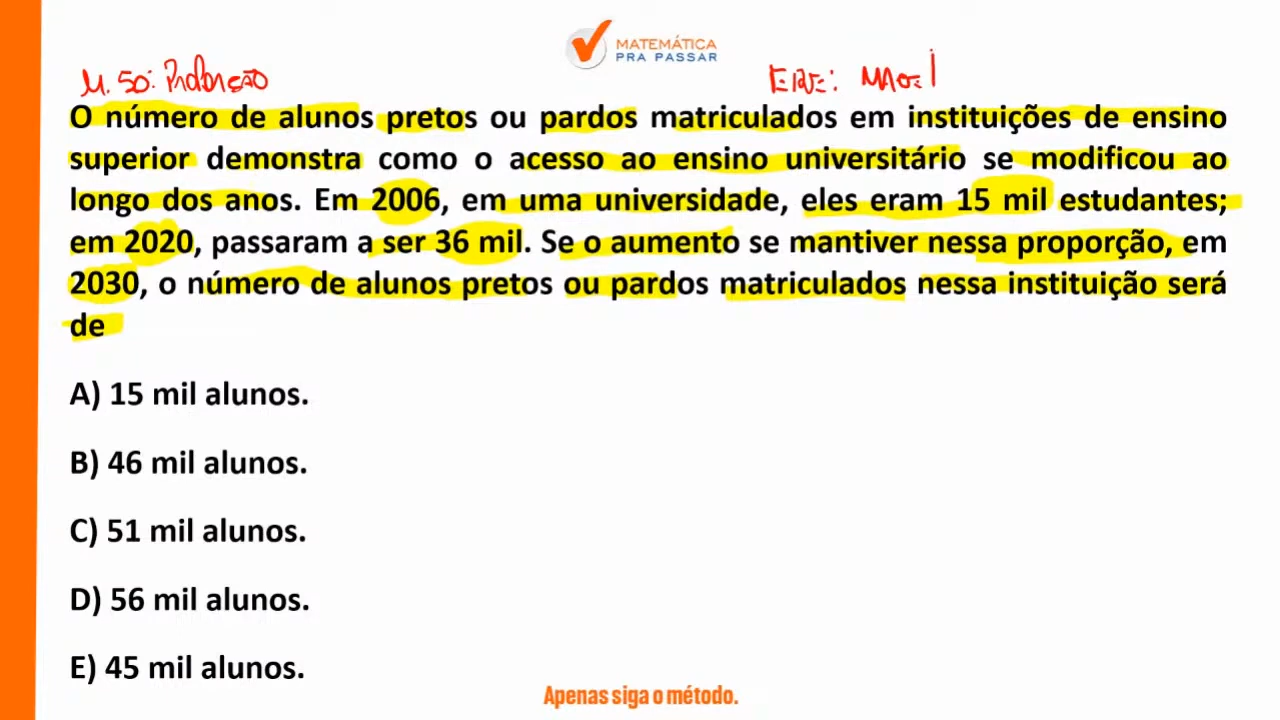 MATEMÁTICA
PRA PASSAR
O número de alunos pretos ou pardos matriculados em instituições de ensino
superior demonstra como o acesso ao ensino universitário se modificou ao
longo dos anos. Em 2006, em uma universidade, eles eram 15 mil estudantes;
em 2020, passaram a ser 36 mil. Se o aumento se mantiver nessa proporção, em
2030, o número de alunos pretos ou pardos matriculados nessa instituição será
de
A) 15 mil alunos.
B) 46 mil alunos.
C) 51 mil alunos.
D) 56 mil alunos.
E) 45 mil alunos.
Apenas siga o método.